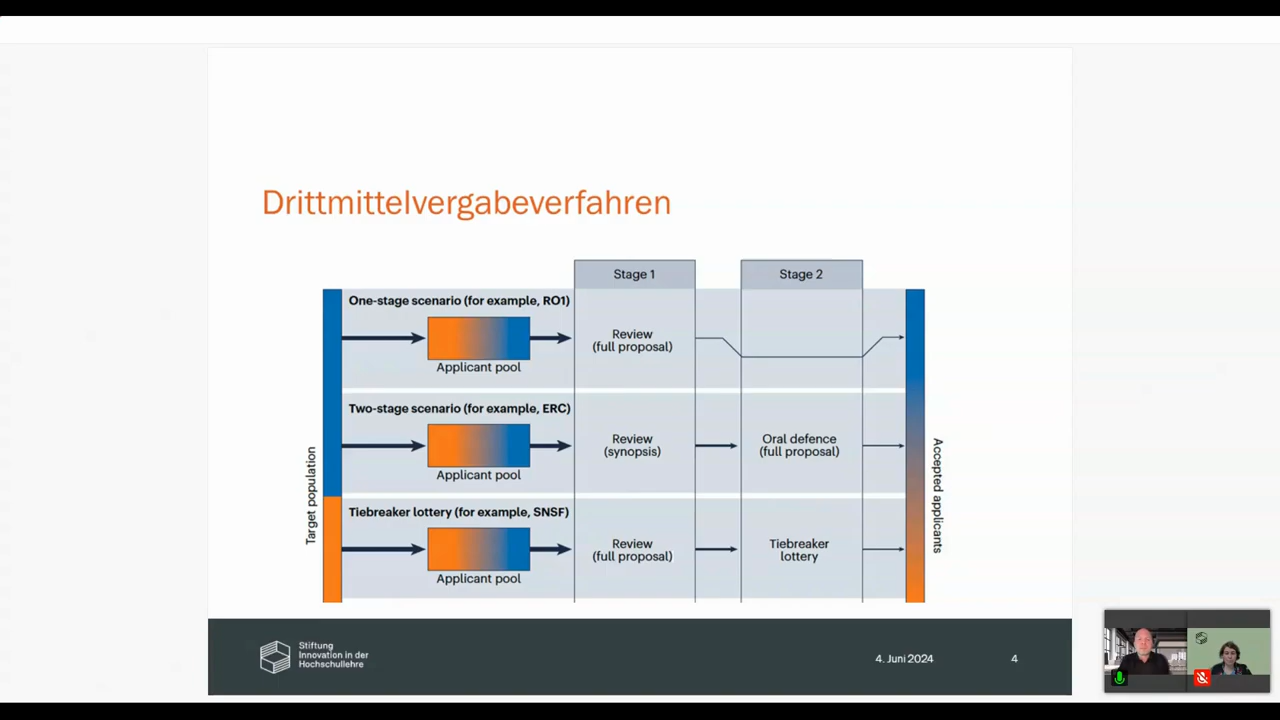 Drittmittelvergabeverfahren
Stage 1
Stage 2
One-stage scenario (for example, RO1)
Applicant pool
Review
(full proposal)
Two-stage scenario (for example, ERC)
Applicant pool
Review
(synopsis)
Oral defence
(full proposal)
Tiebreaker lottery (for example, SNSF)
Applicant pool
Review
(full proposal)
Tiebreaker
lottery
Target population
Accepted applicants
Stiftung
Innovation in der
Hochschullehre
4. Juni 2024
4